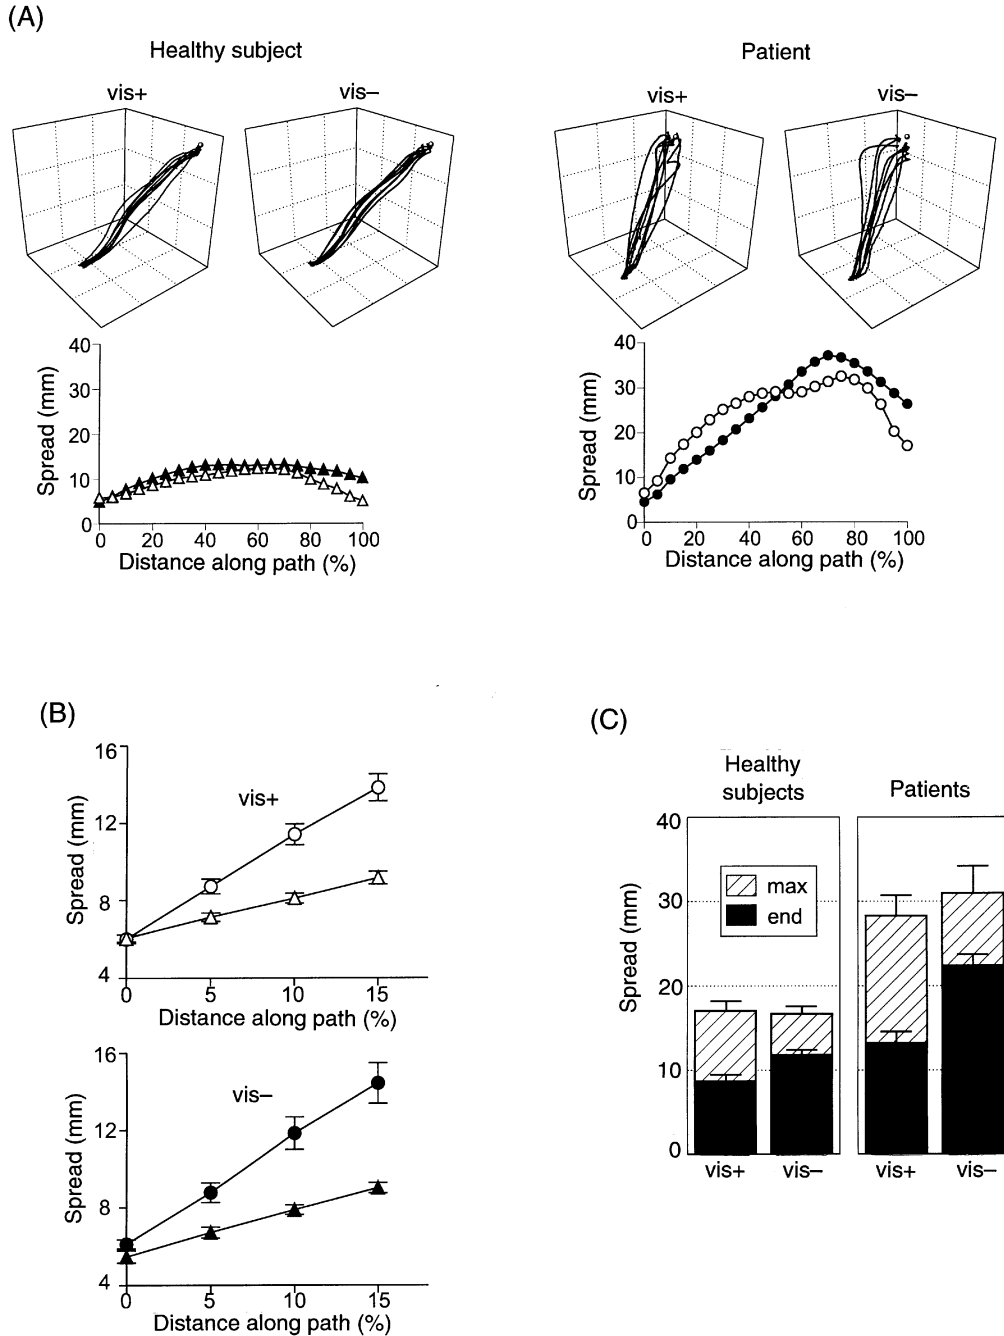 (A)
Healthy subject
Patient
vis+
vis–
vis+
vis–
40
30
20
10
0
Spread (mm)
0 20 40 60 80 100
Distance along path (%)
40
30
20
10
0
Spread (mm)
0 20 40 60 80 100
Distance along path (%)
(B)
16
12
8
4
Spread (mm)
vis+
0 5 10 15
Distance along path (%)
16
12
8
4
Spread (mm)
vis–
0 5 10 15
Distance along path (%)
(C)
Healthy
subjects
Patients
40
30
20
10
0
Spread (mm)
max
end
vis+ vis– vis+ vis–